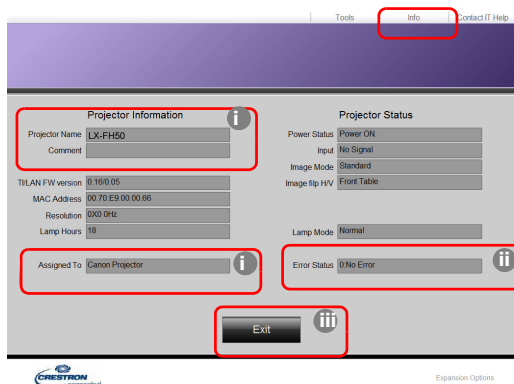 Tools | Info | Contact IT Help
Projector Information
i
Projector Name LX-FH50
Comment
TI/LAN FW version 0.16/0.05
MAC Address 00.70.E9.00.00.66
Resolution 0X0 0Hz
Lamp Hours 18
Assigned To Canon Projector
i
Projector Status
Power Status Power ON.
Input No Signal
Image Mode Standard
Image filp H/V Front Table
Lamp Mode Normal
Error Status 0:No Error
ii
Exit
iii
CRESTRON
Expansion Options